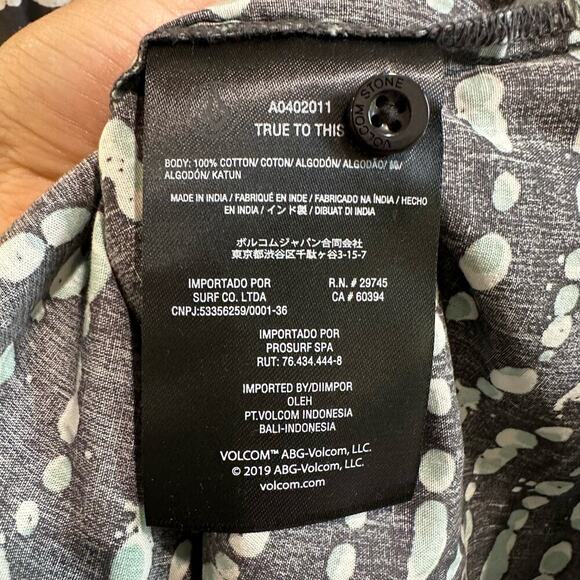 A0402011
TRUE TO THIS
VOLCOM STONE
BODY: 100% COTTON/ COTON/ ALGODÓN/ ALGODÃO/ 綿/
ALGODÓN/ KATUN
MADE IN INDIA/ FABRIQUÉ EN INDE/ FABRICADO NA ÍNDIA/ HECHO
EN INDIA/ インド製/ DIBUAT DI INDIA
ボルコムジャパン合同会社
東京都渋谷区千駄ヶ谷3-15-7
IMPORTADO POR
SURF CO. LTDA
CNPJ:53356259/0001-36
R.N. # 29745
CA # 60394
IMPORTADO POR
PROSURF SPA
RUT: 76.434.444-8
IMPORTED BY/DIIMPOR
OLEH
PT.VOLCOM INDONESIA
BALI-INDONESIA
VOLCOM™ ABG-Volcom, LLC.
© 2019 ABG-Volcom, LLC.
volcom.com